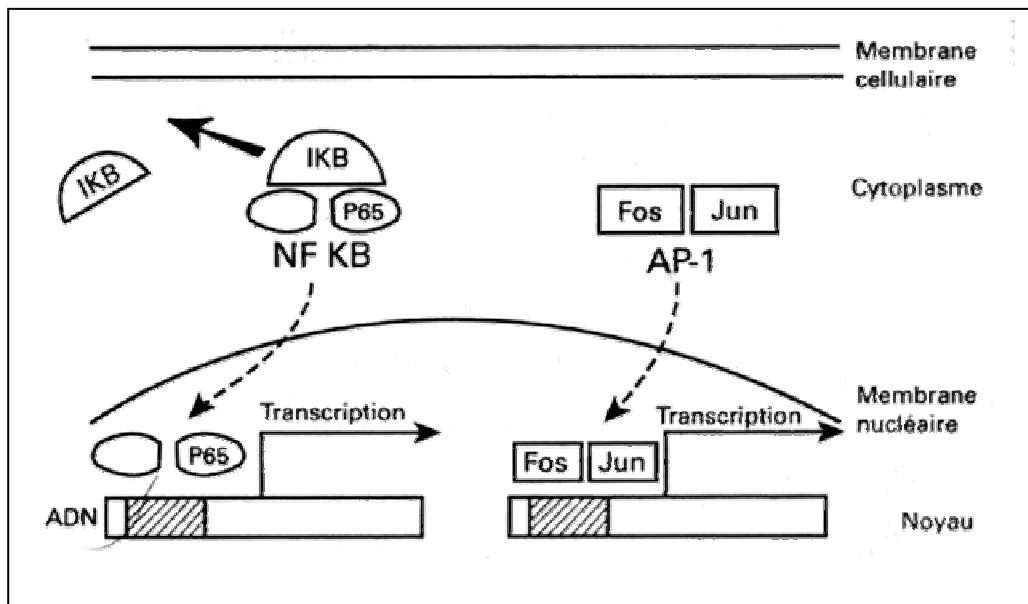 Membrane
cellulaire
IKB
IKB
P65
NF KB
Fos
Jun
AP-1
Cytoplasme
Membrane
nucléaire
Transcription
Transcription
P65
Fos
Jun
ADN
Noyau